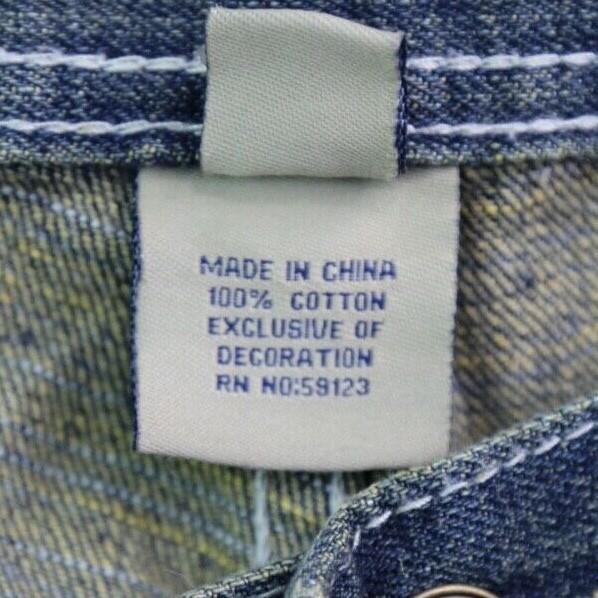 MADE IN CHINA
100% COTTON
EXCLUSIVE OF
DECORATION
RN NO:59123